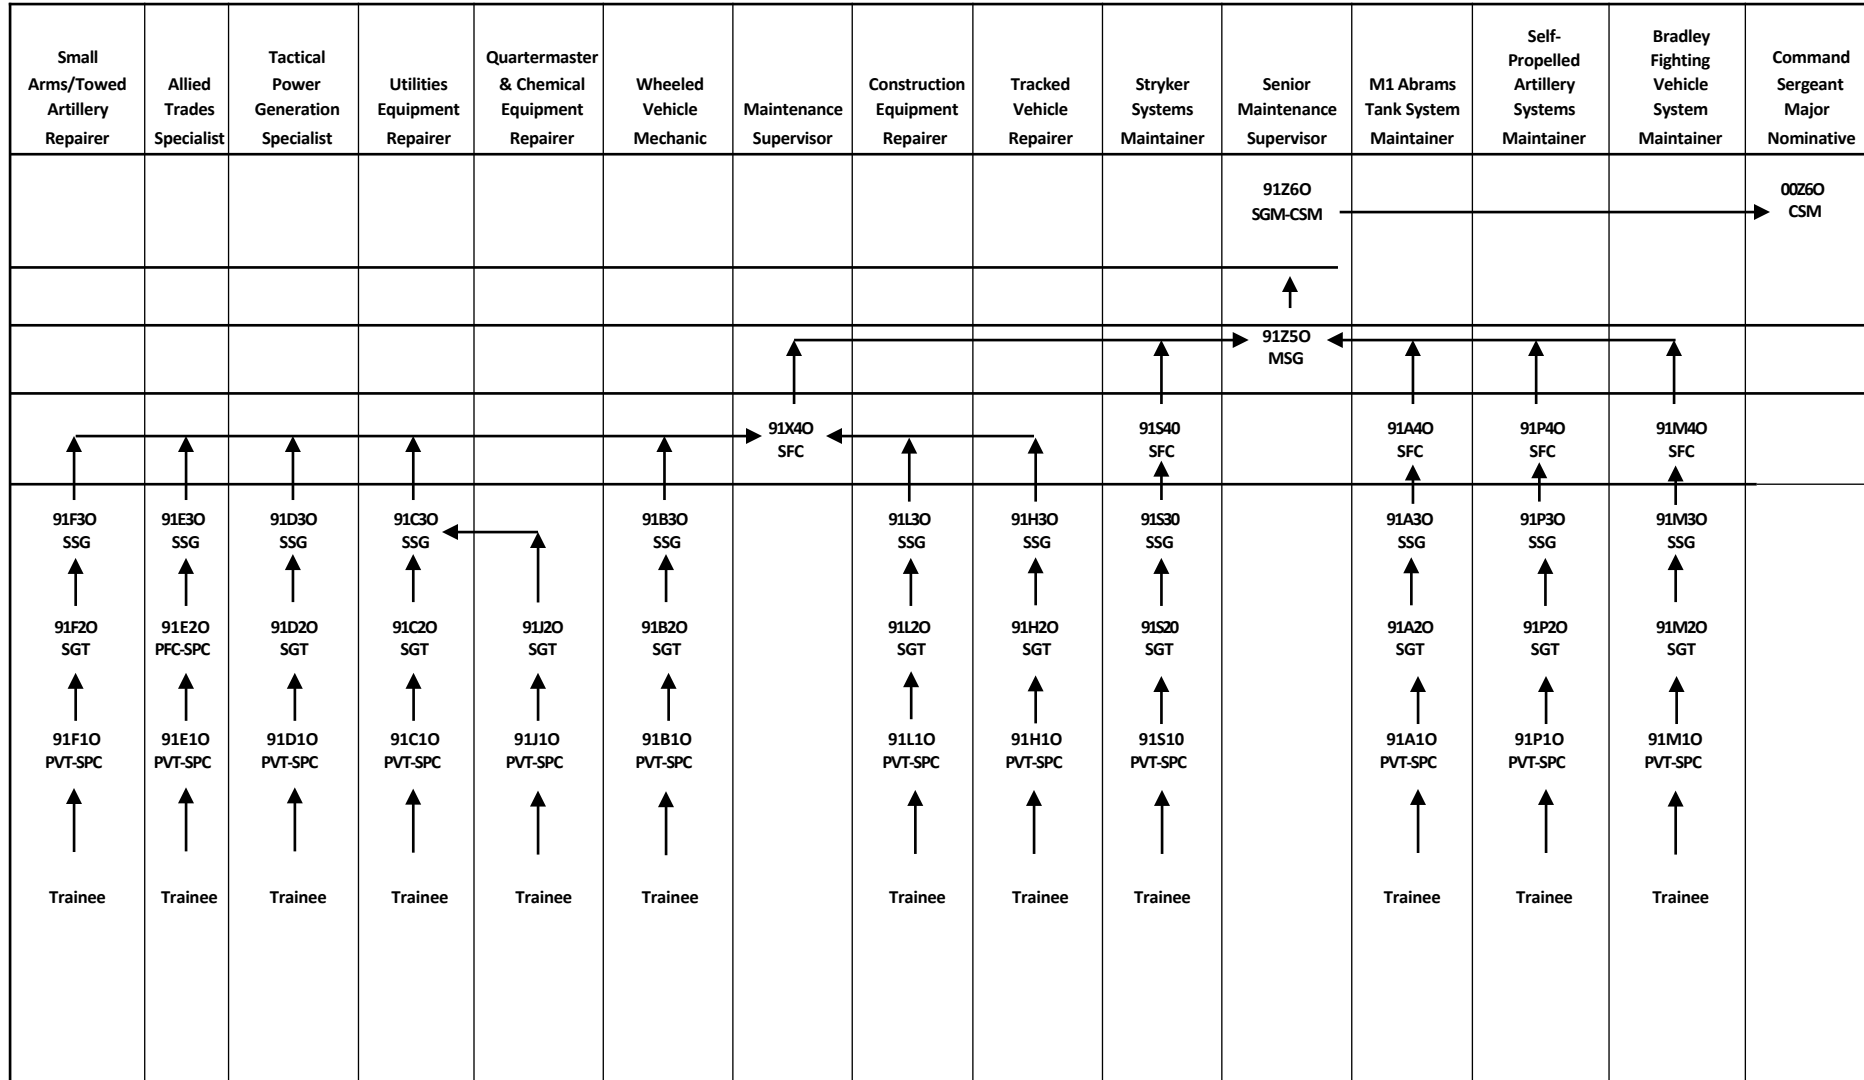 Small
Arms/Towed
Artillery
Repairer
Allied
Trades
Specialist
Tactical
Power
Generation
Specialist
Utilities
Equipment
Repairer
Quartermaster
& Chemical
Equipment
Repairer
Wheeled
Vehicle
Mechanic
Maintenance
Supervisor
Construction
Equipment
Repairer
Tracked
Vehicle
Repairer
Stryker
Systems
Maintainer
Senior
Maintenance
Supervisor
M1 Abrams
Tank System
Maintainer
Self-
Propelled
Artillery
Systems
Maintainer
Bradley
Fighting
Vehicle
System
Maintainer
Command
Sergeant
Major
Nominative
91Z6O
SGM-CSM
00Z6O
CSM
91Z5O
MSG
91X4O
SFC
91S40
SFC
91A4O
SFC
91P4O
SFC
91M4O
SFC
91F3O
SSG
91E3O
SSG
91D3O
SSG
91C3O
SSG
91B3O
SSG
91L3O
SSG
91H3O
SSG
91S30
SSG
91A3O
SSG
91P3O
SSG
91M3O
SSG
91F2O
SGT
91E2O
PFC-SPC
91D2O
SGT
91C2O
SGT
91J2O
SGT
91B2O
SGT
91L2O
SGT
91H2O
SGT
91S20
SGT
91A2O
SGT
91P2O
SGT
91M2O
SGT
91F1O
PVT-SPC
91E1O
PVT-SPC
91D1O
PVT-SPC
91C1O
PVT-SPC
91J1O
PVT-SPC
91B1O
PVT-SPC
91L1O
PVT-SPC
91H1O
PVT-SPC
91S10
PVT-SPC
91A1O
PVT-SPC
91P1O
PVT-SPC
91M1O
PVT-SPC
Trainee
Trainee
Trainee
Trainee
Trainee
Trainee
Trainee
Trainee
Trainee
Trainee
Trainee
Trainee